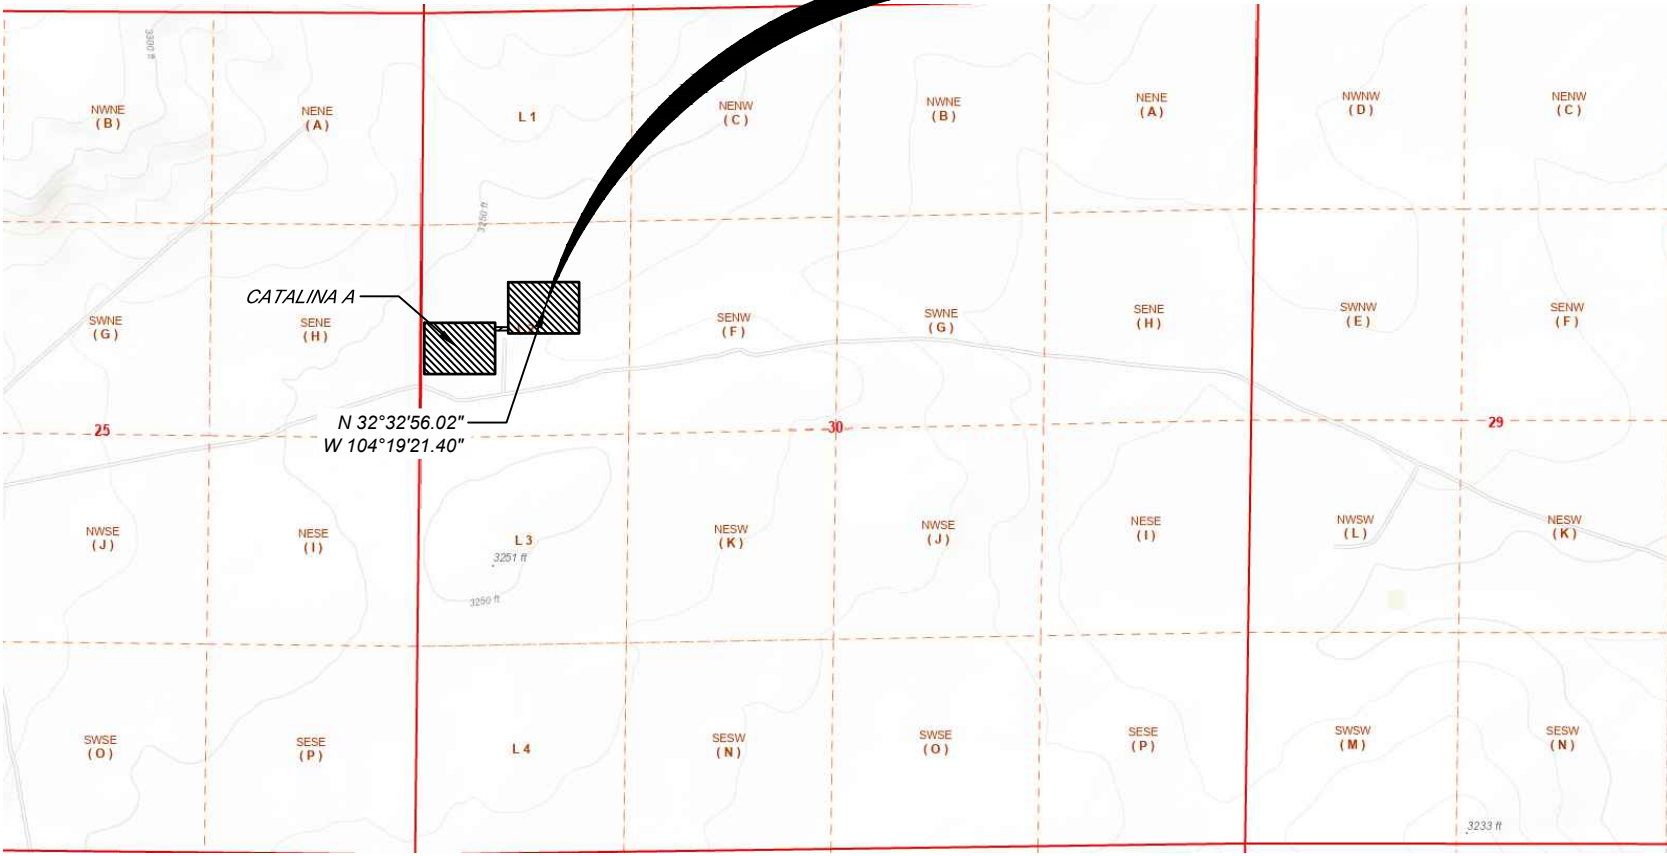 3300 ft
NWNE
(B)
NENE
(A)
L 1
NENW
(C)
NWNE
(B)
NENE
(A)
NWNW
(D)
NENW
(C)
3250 ft
CATALINA A
SWNE
(G)
SENE
(H)
SENW
(F)
SWNE
(G)
SENE
(H)
SWNW
(E)
SENW
(F)
N 32°32'56.02"
W 104°19'21.40"
25
30
29
NWSE
(J)
NESE
(I)
L 3
3251 ft
3250 ft
NESW
(K)
NWSE
(J)
NESE
(I)
NWSW
(L)
NESW
(K)
SWSE
(O)
SESE
(P)
L 4
SESW
(N)
SWSE
(O)
SESE
(P)
SWSW
(M)
SESW
(N)
3233 ft